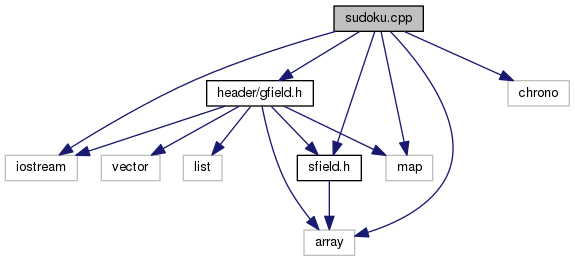 sudoku.cpp
header/gfield.h
chrono
iostream
vector
list
sfield.h
map
array